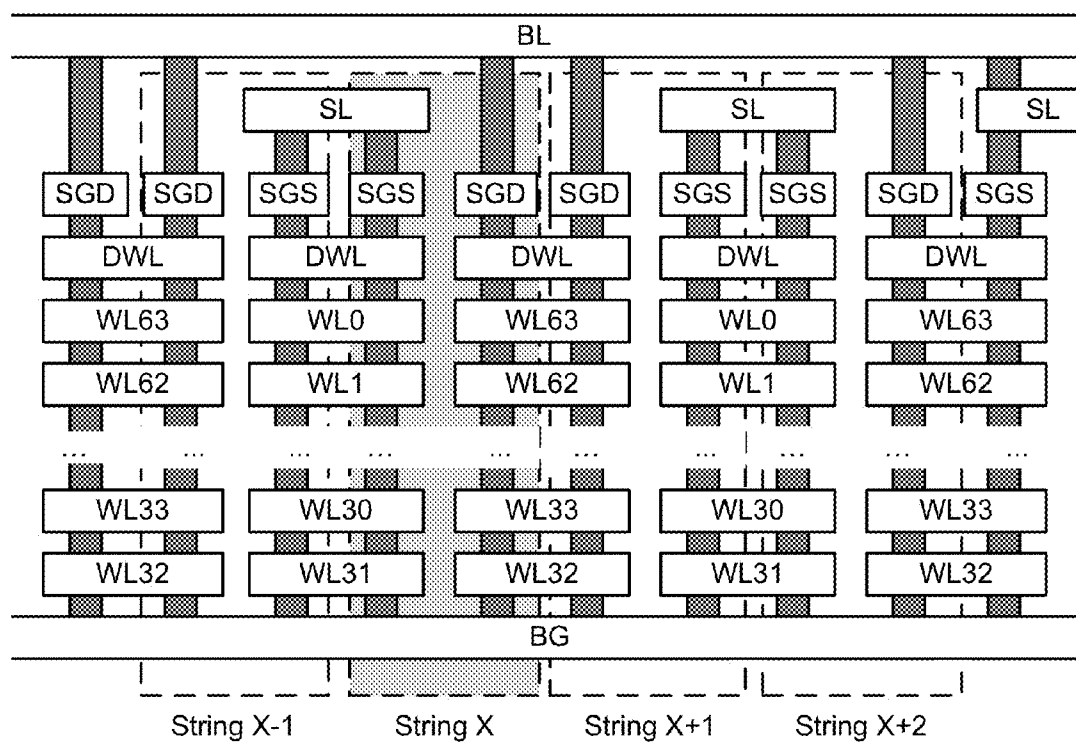 BL
SL SL SL
SGD SGD SGS SGS SGD SGD SGS SGS SGD SGS
DWL DWL DWL DWL DWL
WL63 WL0 WL63 WL0 WL63
WL62 WL1 WL62 WL1 WL62
... ... ... ... ... ... ... ... ... ...
WL33 WL30 WL33 WL30 WL33
WL32 WL31 WL32 WL31 WL32
BG
String X-1 String X String X+1 String X+2